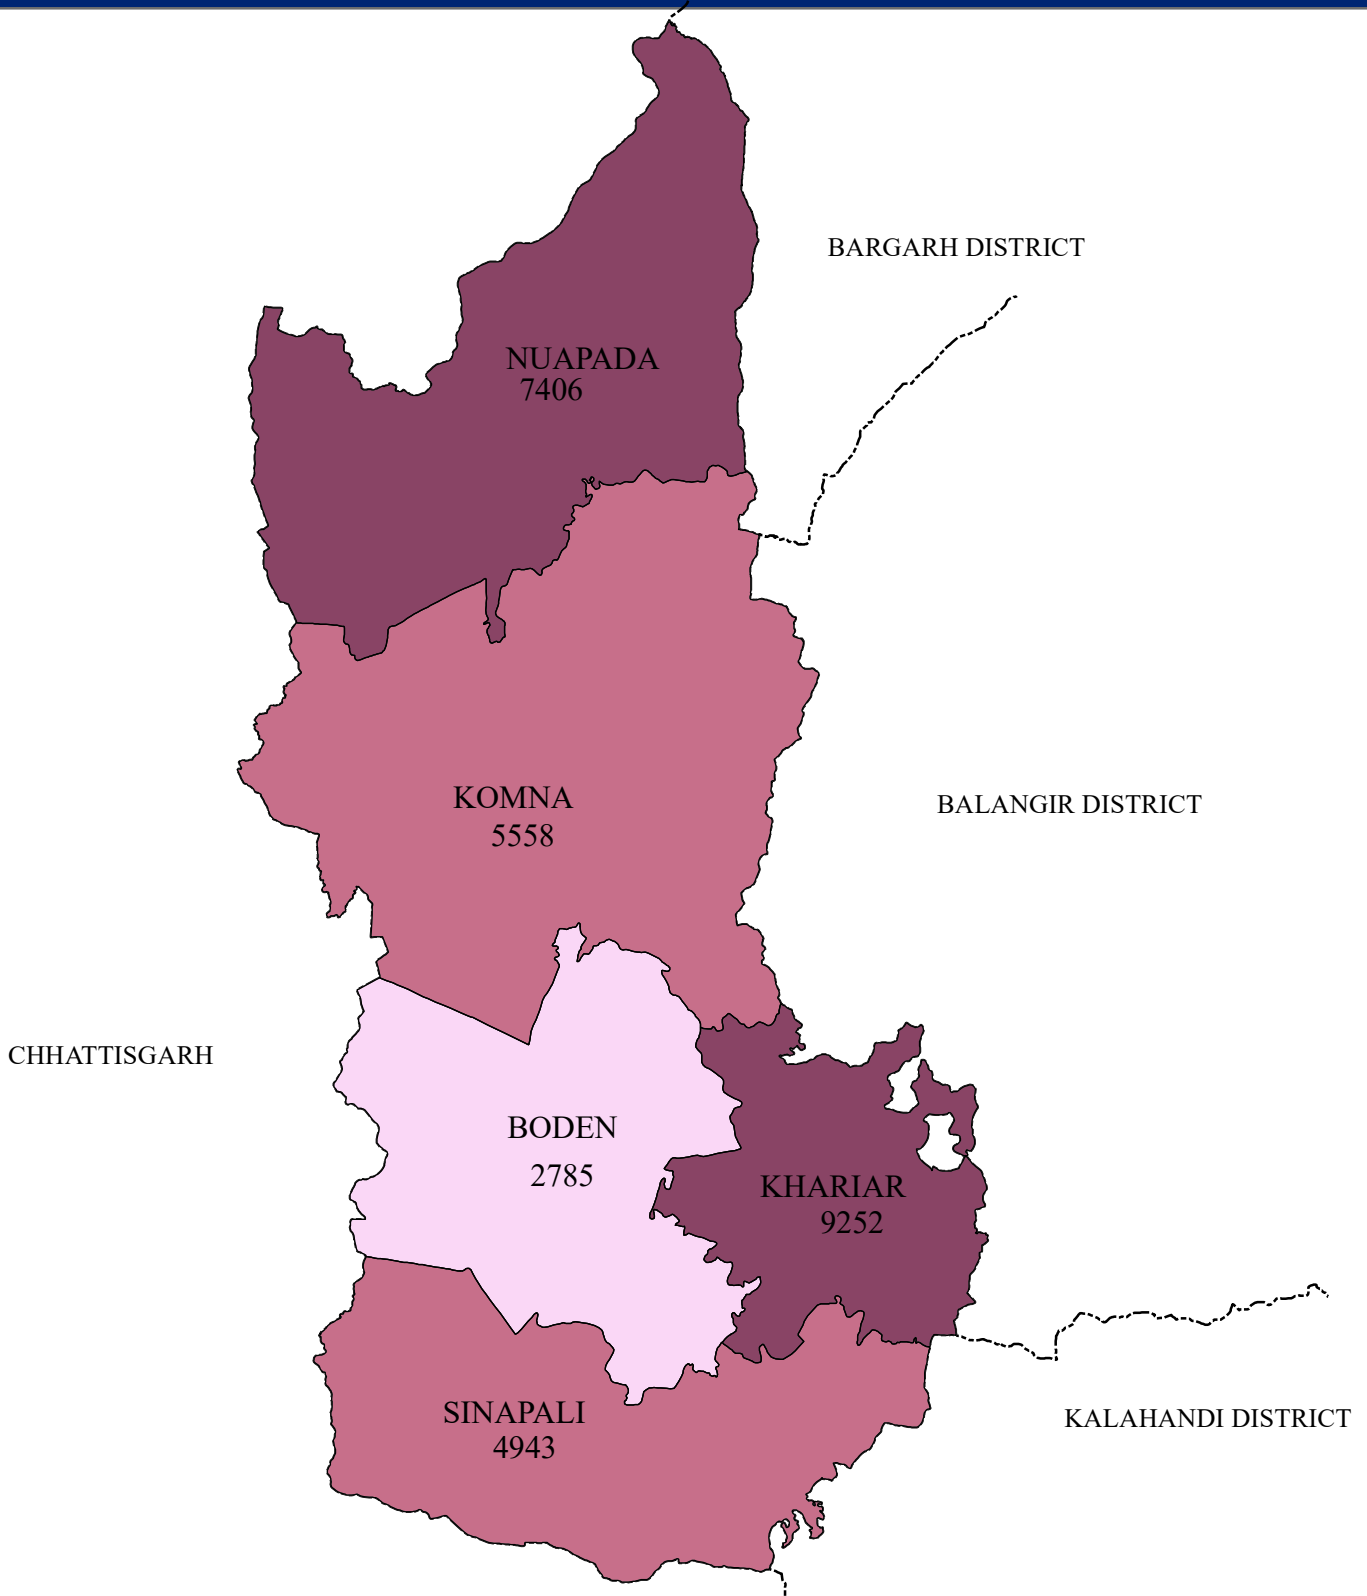 BARGARH DISTRICT
NUAPADA
7406
KOMNA
5558
BALANGIR DISTRICT
CHHATTISGARH
BODEN
2785
KHARIAR
9252
SINAPALI
4943
KALAHANDI DISTRICT